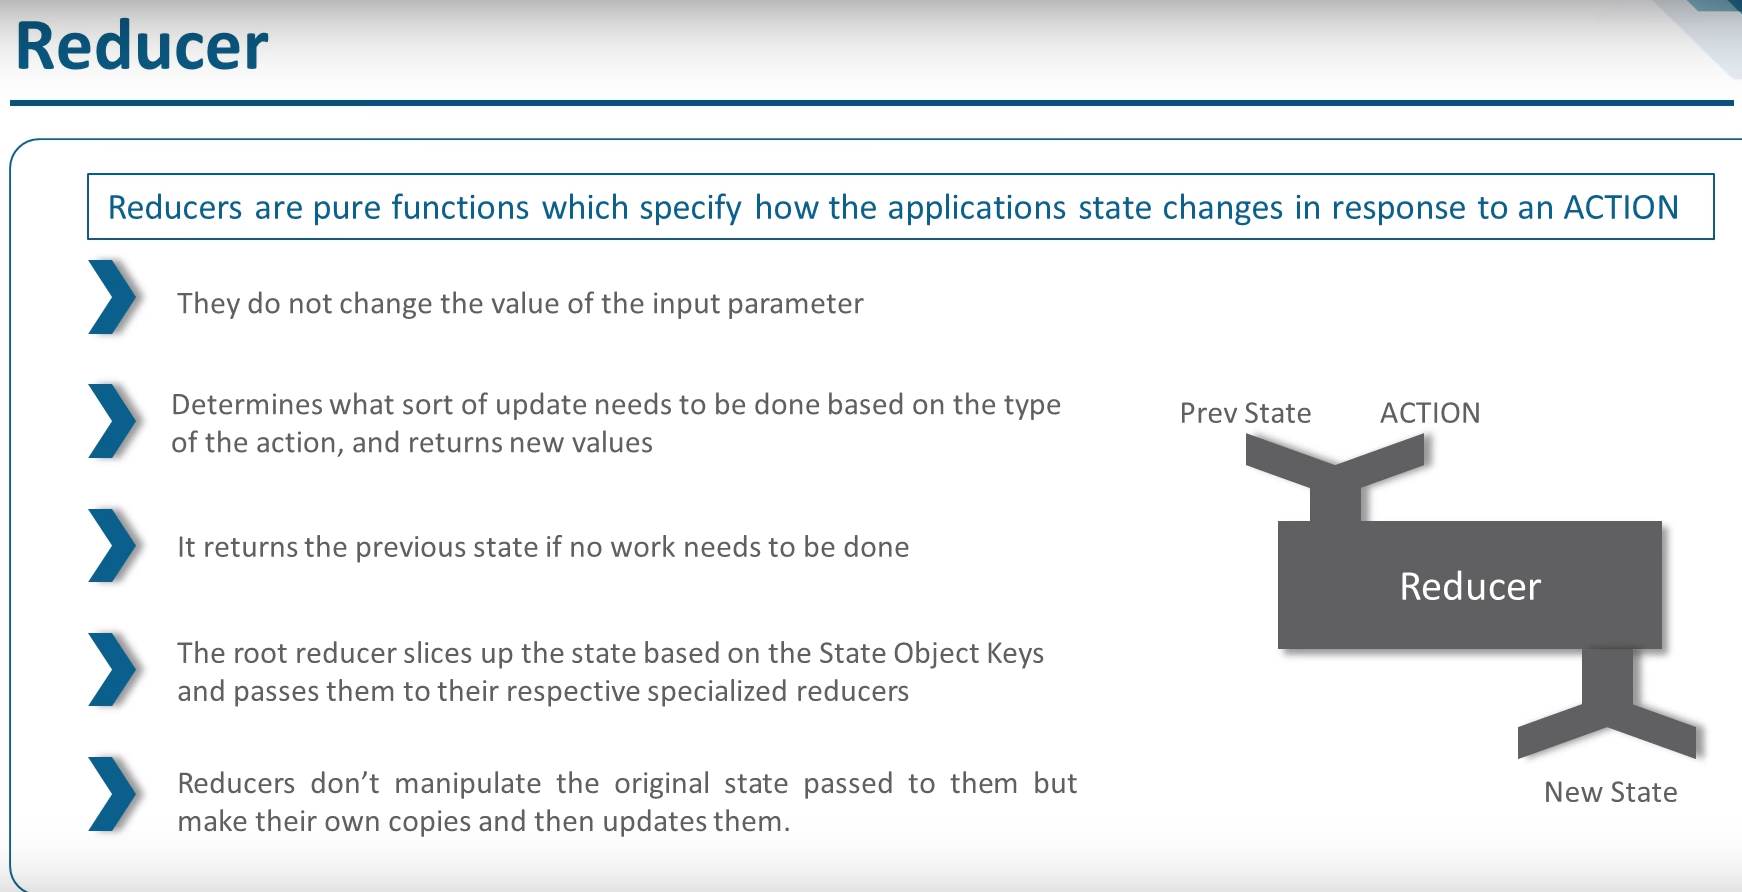 Reducer
Reducers are pure functions which specify how the applications state changes in response to an ACTION
They do not change the value of the input parameter
Determines what sort of update needs to be done based on the type
of the action, and returns new values
It returns the previous state if no work needs to be done
The root reducer slices up the state based on the State Object Keys
and passes them to their respective specialized reducers
Reducers don’t manipulate the original state passed to them but
make their own copies and then updates them.
Prev State
ACTION
Reducer
New State